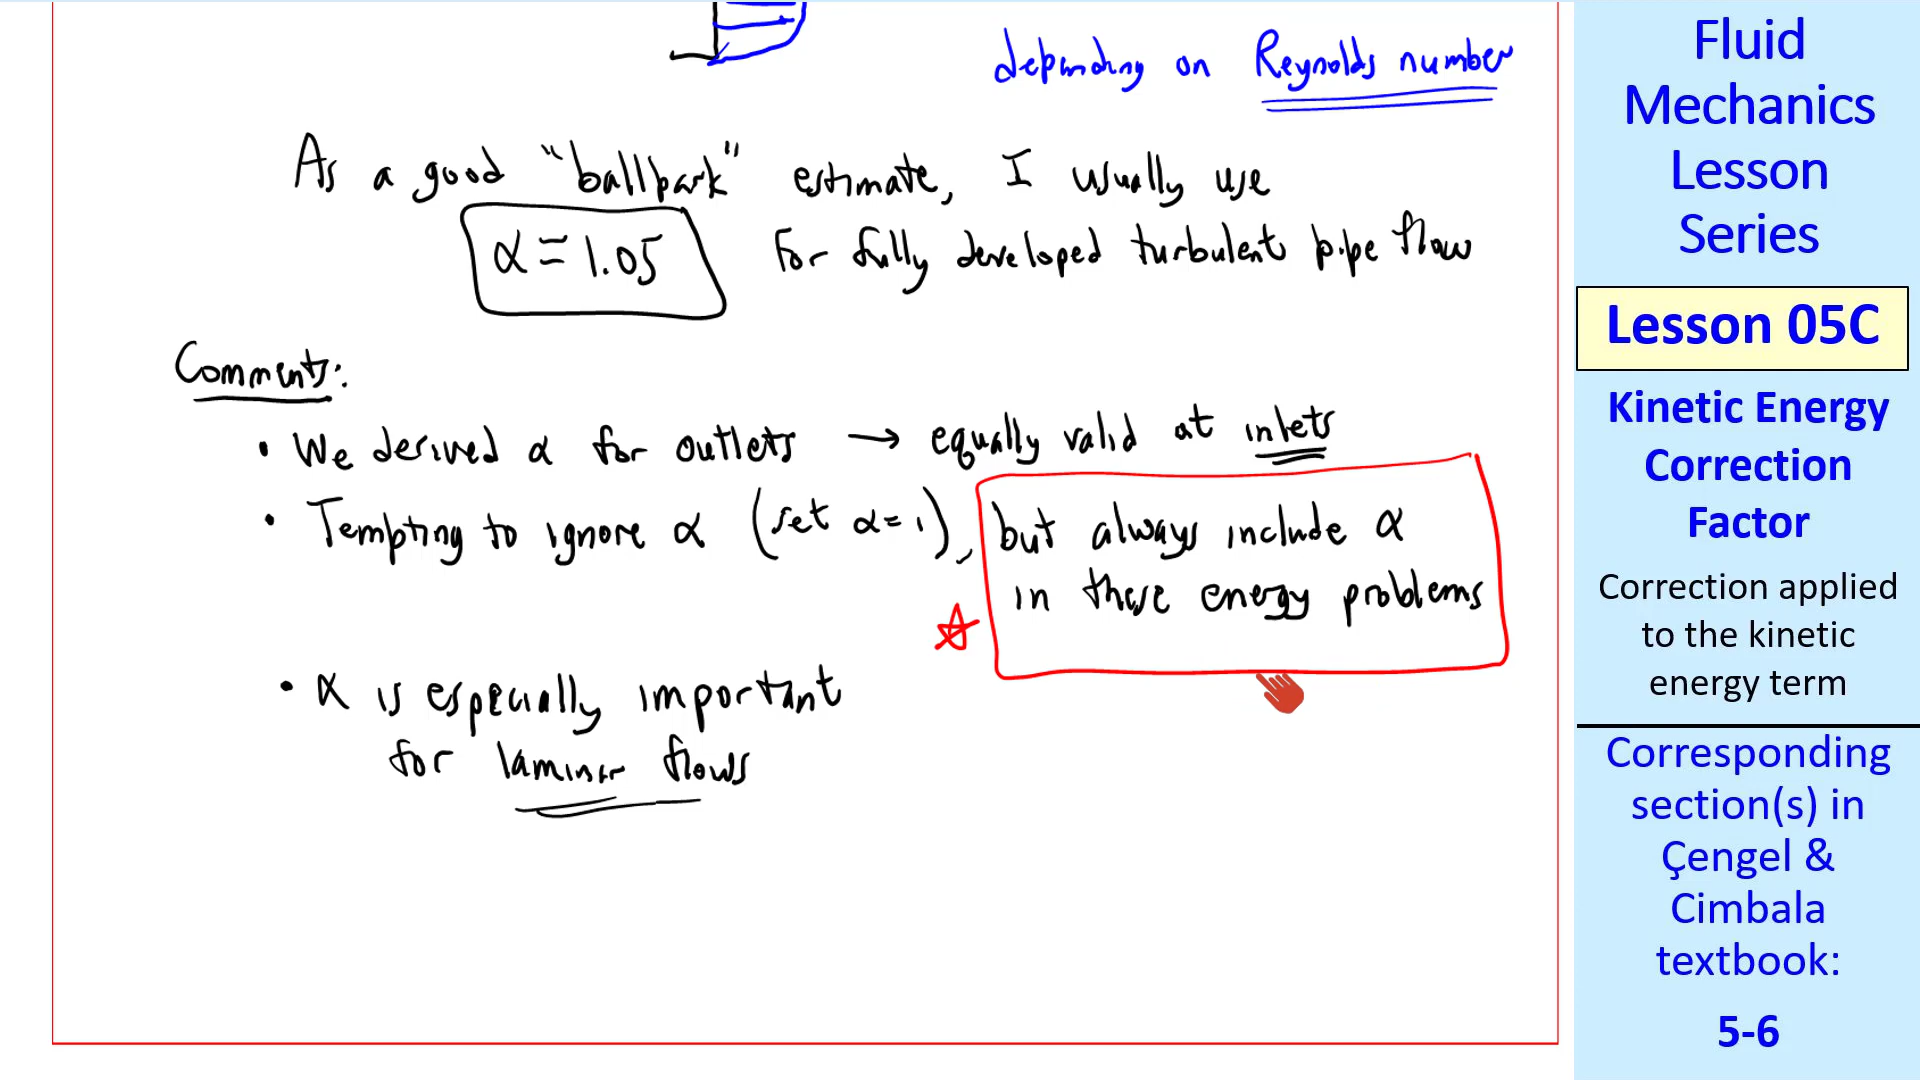 depending on Reynolds number
As a good "ballpark" estimate, I usually use
α = 1.05 for fully developed turbulent pipe flow
Comments:
• We derived α for outlets → equally valid at inlets
• Tempting to ignore α (set α = 1), but always include α
in these energy problems
• α is especially important
for laminar flows
Fluid
Mechanics
Lesson
Series
Lesson 05C
Kinetic Energy
Correction
Factor
Correction applied
to the kinetic
energy term
Corresponding
section(s) in
Çengel &
Cimbala
textbook:
5-6